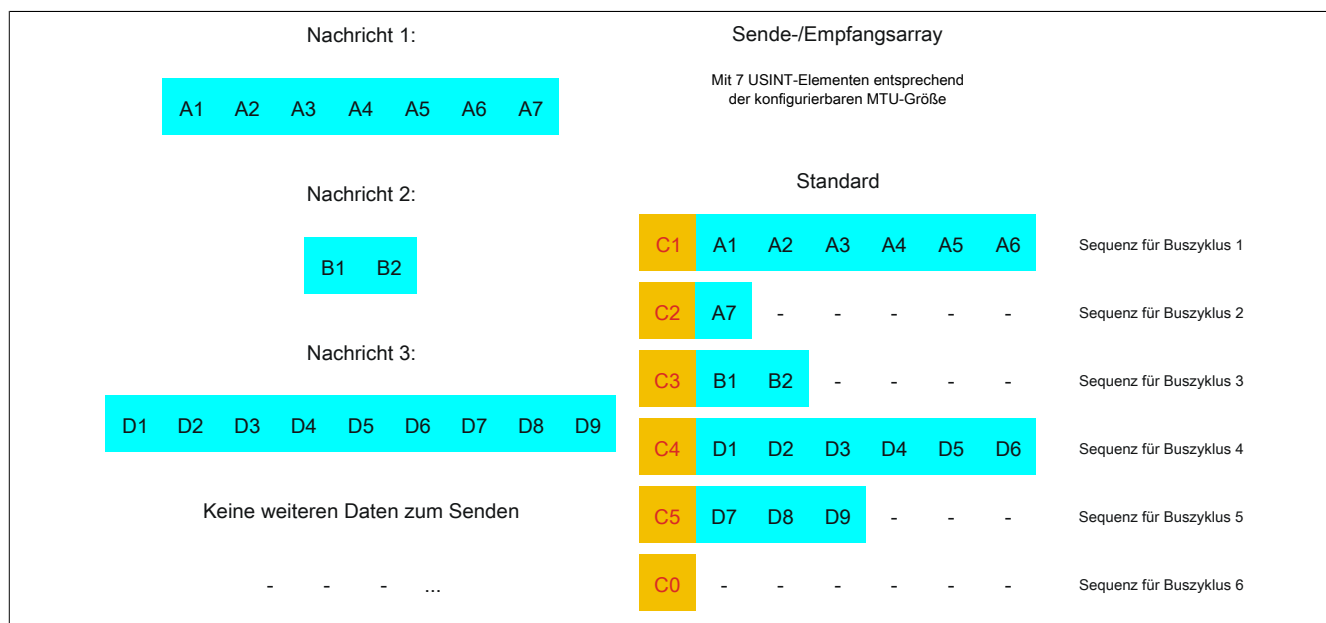 Nachricht 1:
A1 A2 A3 A4 A5 A6 A7
Nachricht 2:
B1 B2
Nachricht 3:
D1 D2 D3 D4 D5 D6 D7 D8 D9
Keine weiteren Daten zum Senden
- - - ...
Sende-/Empfangsarray
Mit 7 USINT-Elementen entsprechend
der konfigurierbaren MTU-Größe
Standard
C1 A1 A2 A3 A4 A5 A6 Sequenz für Buszyklus 1
C2 A7 - - - - - Sequenz für Buszyklus 2
C3 B1 B2 - - - - Sequenz für Buszyklus 3
C4 D1 D2 D3 D4 D5 D6 Sequenz für Buszyklus 4
C5 D7 D8 D9 - - - Sequenz für Buszyklus 5
C0 - - - - - - Sequenz für Buszyklus 6